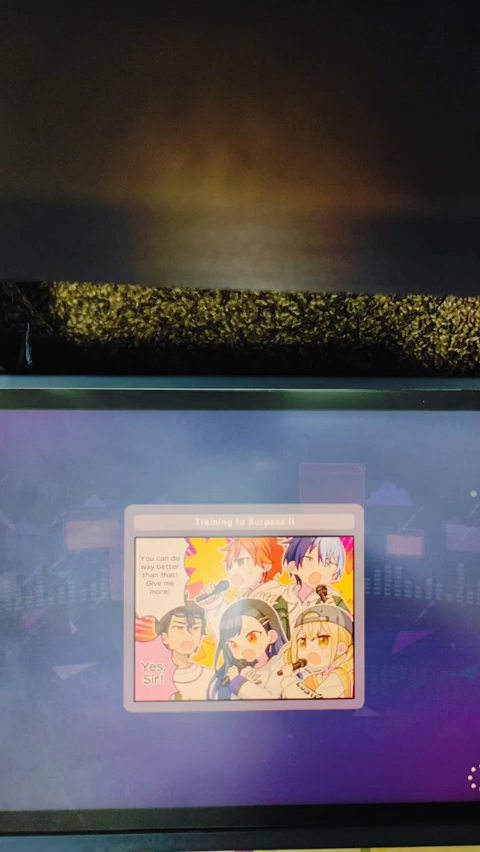 Training to Surpass It
You can do
way better
than that!
Give me
more!
Yes,
Sir!